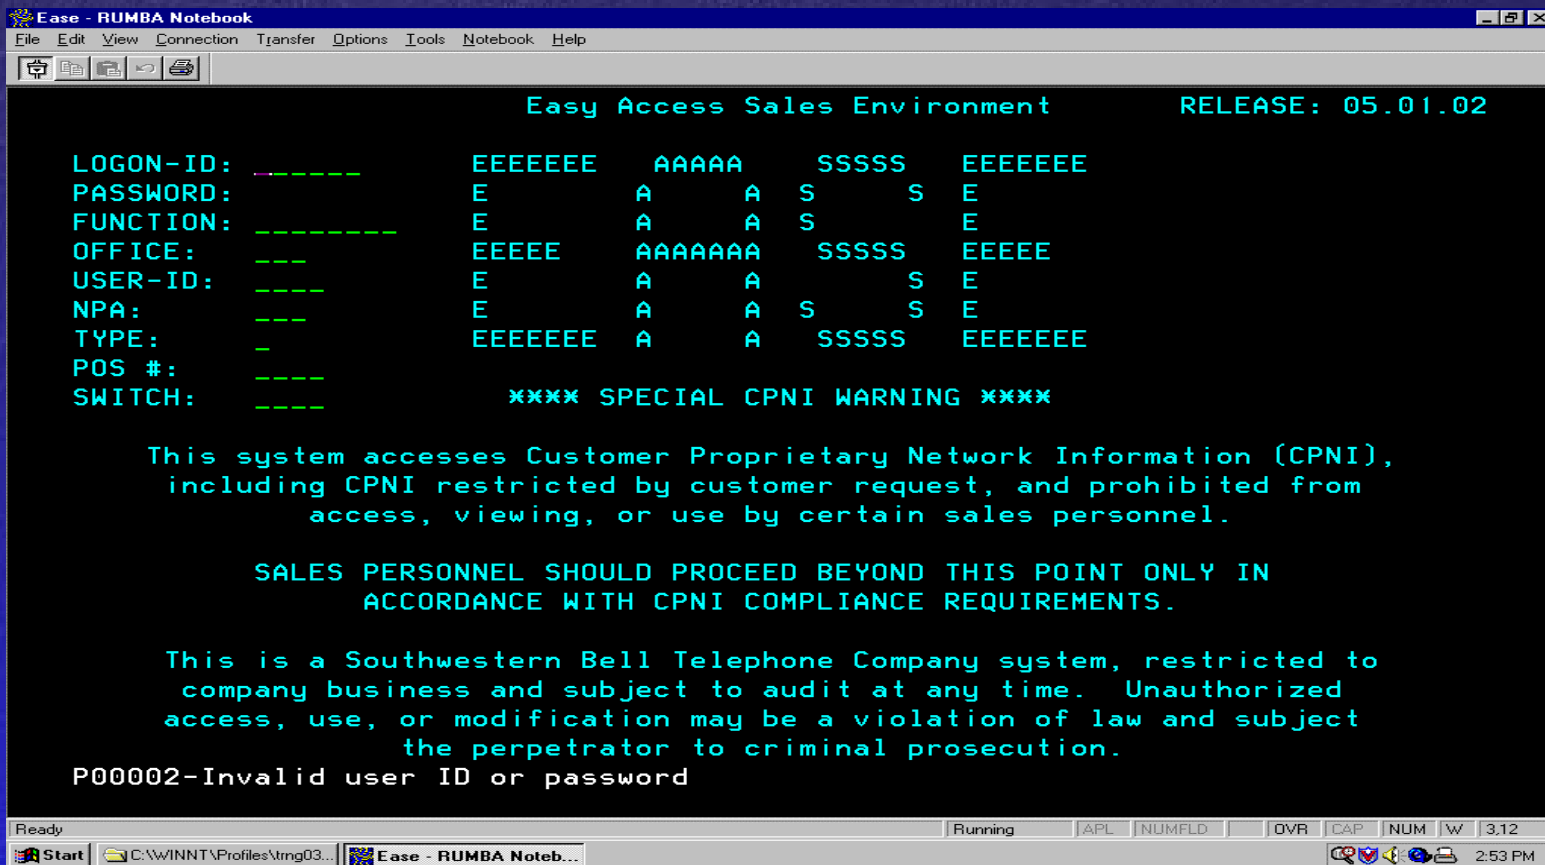 Ease - RUMBA Notebook
File Edit View Connection Transfer Options Tools Notebook Help
Easy Access Sales Environment RELEASE: 05.01.02
LOGON-ID: ______ EEEEEEE AAAAA SSSSS EEEEEEE
PASSWORD: E A A S S E
FUNCTION: ________ E A A S E
OFFICE: ___ EEEEE AAAAAAA SSSSS EEEEE
USER-ID: ____ E A A S E
NPA: ___ E A A S S E
TYPE: _ EEEEEEE A A SSSSS EEEEEEE
POS #: ____
SWITCH: ____ **** SPECIAL CPNI WARNING ****
This system accesses Customer Proprietary Network Information (CPNI),
including CPNI restricted by customer request, and prohibited from
access, viewing, or use by certain sales personnel.
SALES PERSONNEL SHOULD PROCEED BEYOND THIS POINT ONLY IN
ACCORDANCE WITH CPNI COMPLIANCE REQUIREMENTS.
This is a Southwestern Bell Telephone Company system, restricted to
company business and subject to audit at any time. Unauthorized
access, use, or modification may be a violation of law and subject
the perpetrator to criminal prosecution.
P00002-Invalid user ID or password
Ready Running APL NUMFLD OVR CAP NUM W 3,12
Start C:\WINNT\Profiles\trng03... Ease - RUMBA Noteb... 2:53 PM